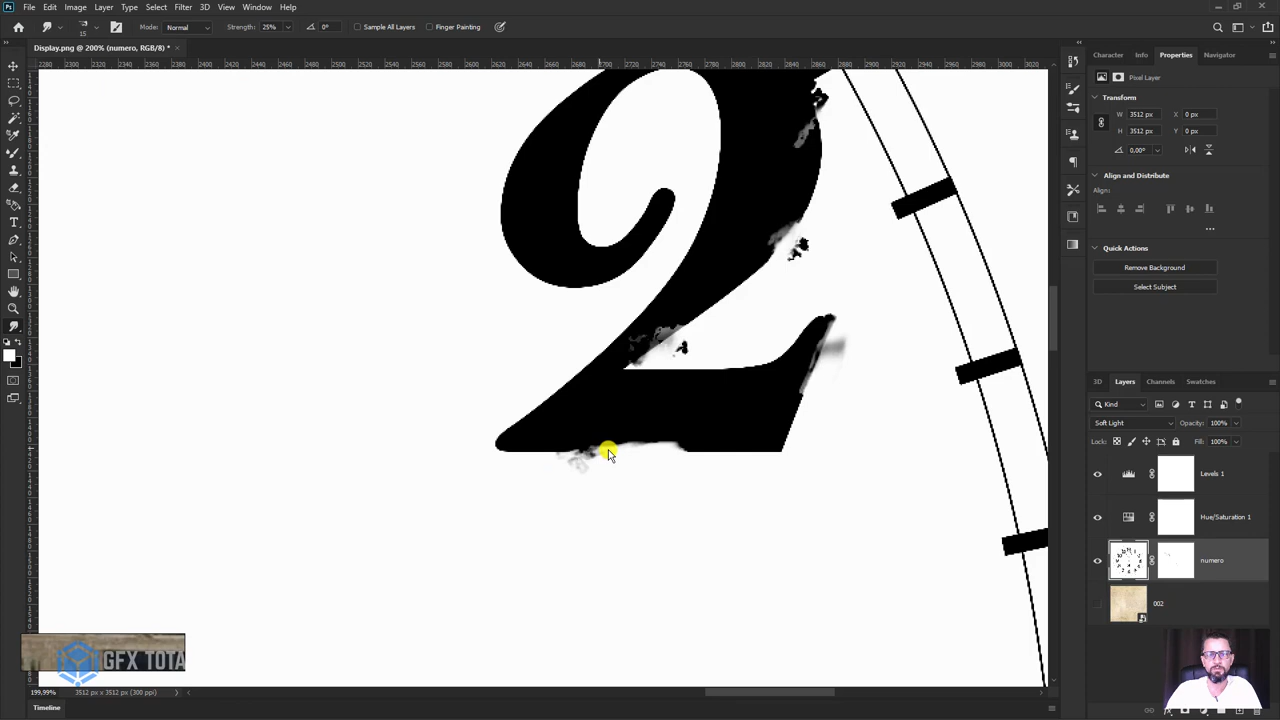 File Edit Image Layer Type Select Filter 3D View Window Help
15 Mode: Normal Strength: 25% 0° Sample All Layers Finger Painting
Display.png @ 200% (numero, RGB/8) *
2
Character Info Properties Navigator
Pixel Layer
Transform
W 3512 px X 0 px
H 3512 px Y 0 px
0.00°
Align and Distribute
Align:
Quick Actions
Remove Background
Select Subject
3D Layers Channels Swatches
Kind
Soft Light Opacity: 100%
Lock: Fill: 100%
Levels 1
Hue/Saturation 1
numero
002
GFX TOTA
199,99% 3512 px x 3512 px (300 ppi)
Timeline